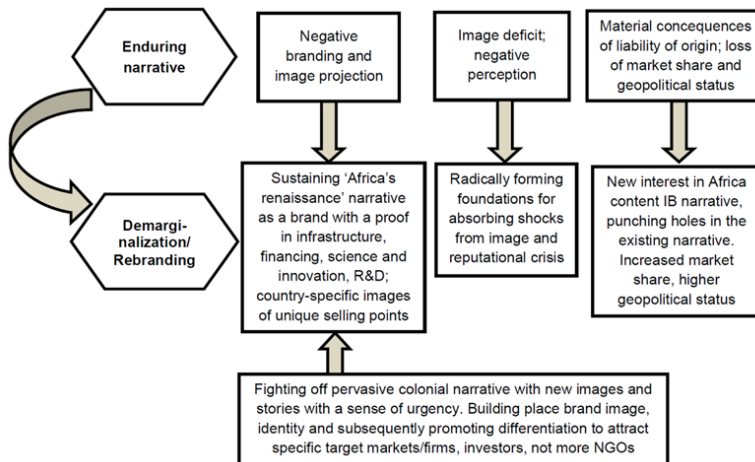 Enduring
narrative
Negative
branding and
image projection
Image deficit;
negative
perception
Material concequences
of liability of origin; loss
of market share and
geopolitical status
Demargi-
nalization/
Rebranding
Sustaining ‘Africa’s
renaissance’ narrative
as a brand with a proof
in infrastructure,
financing, science and
innovation, R&D;
country-specific images
of unique selling points
Radically forming
foundations for
absorbing shocks
from image and
reputational crisis
New interest in Africa
content IB narrative,
punching holes in the
existing narrative.
Increased market
share, higher
geopolitical status
Fighting off pervasive colonial narrative with new images and
stories with a sense of urgency. Building place brand image,
identity and subsequently promoting differentiation to attract
specific target markets/firms, investors, not more NGOs